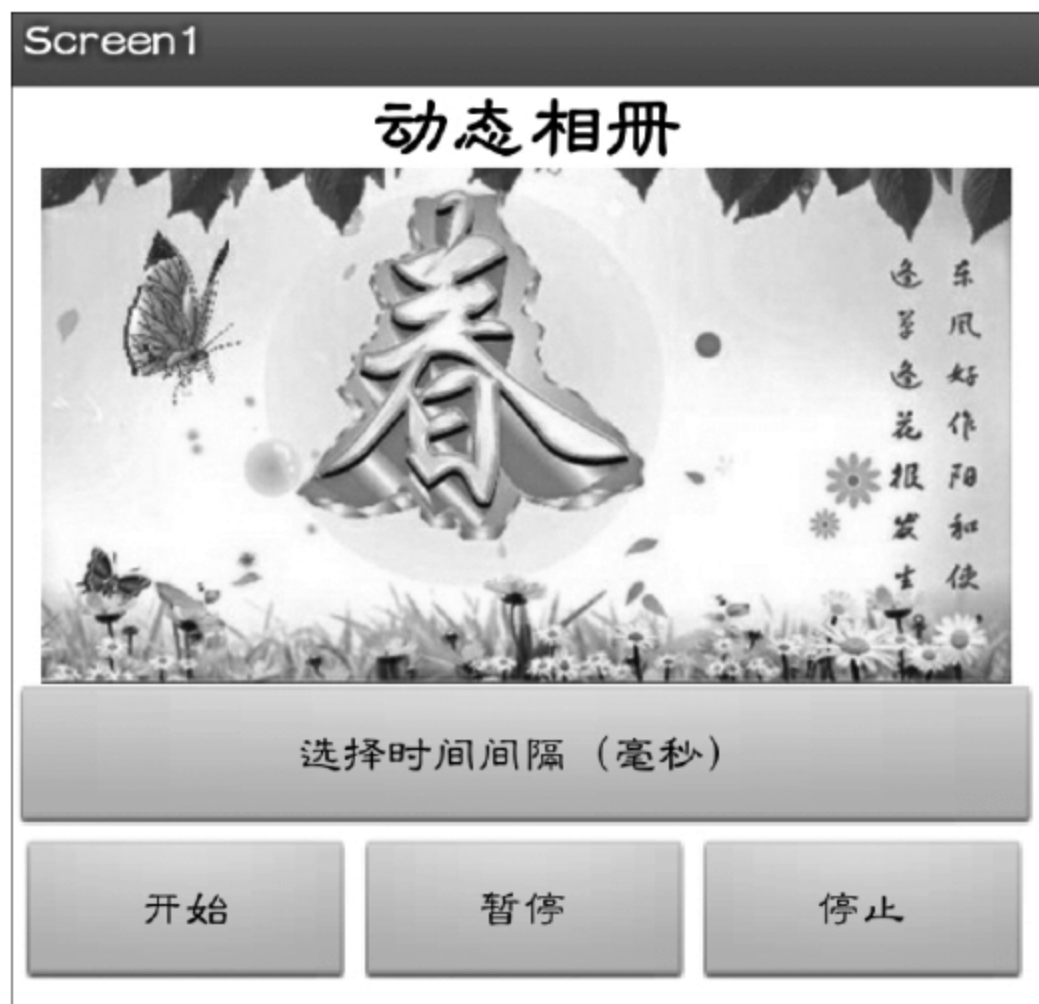 Screen1
动态相册
春
东风好作阳和使
逢草逢花报发生
选择时间间隔（毫秒）
开始
暂停
停止